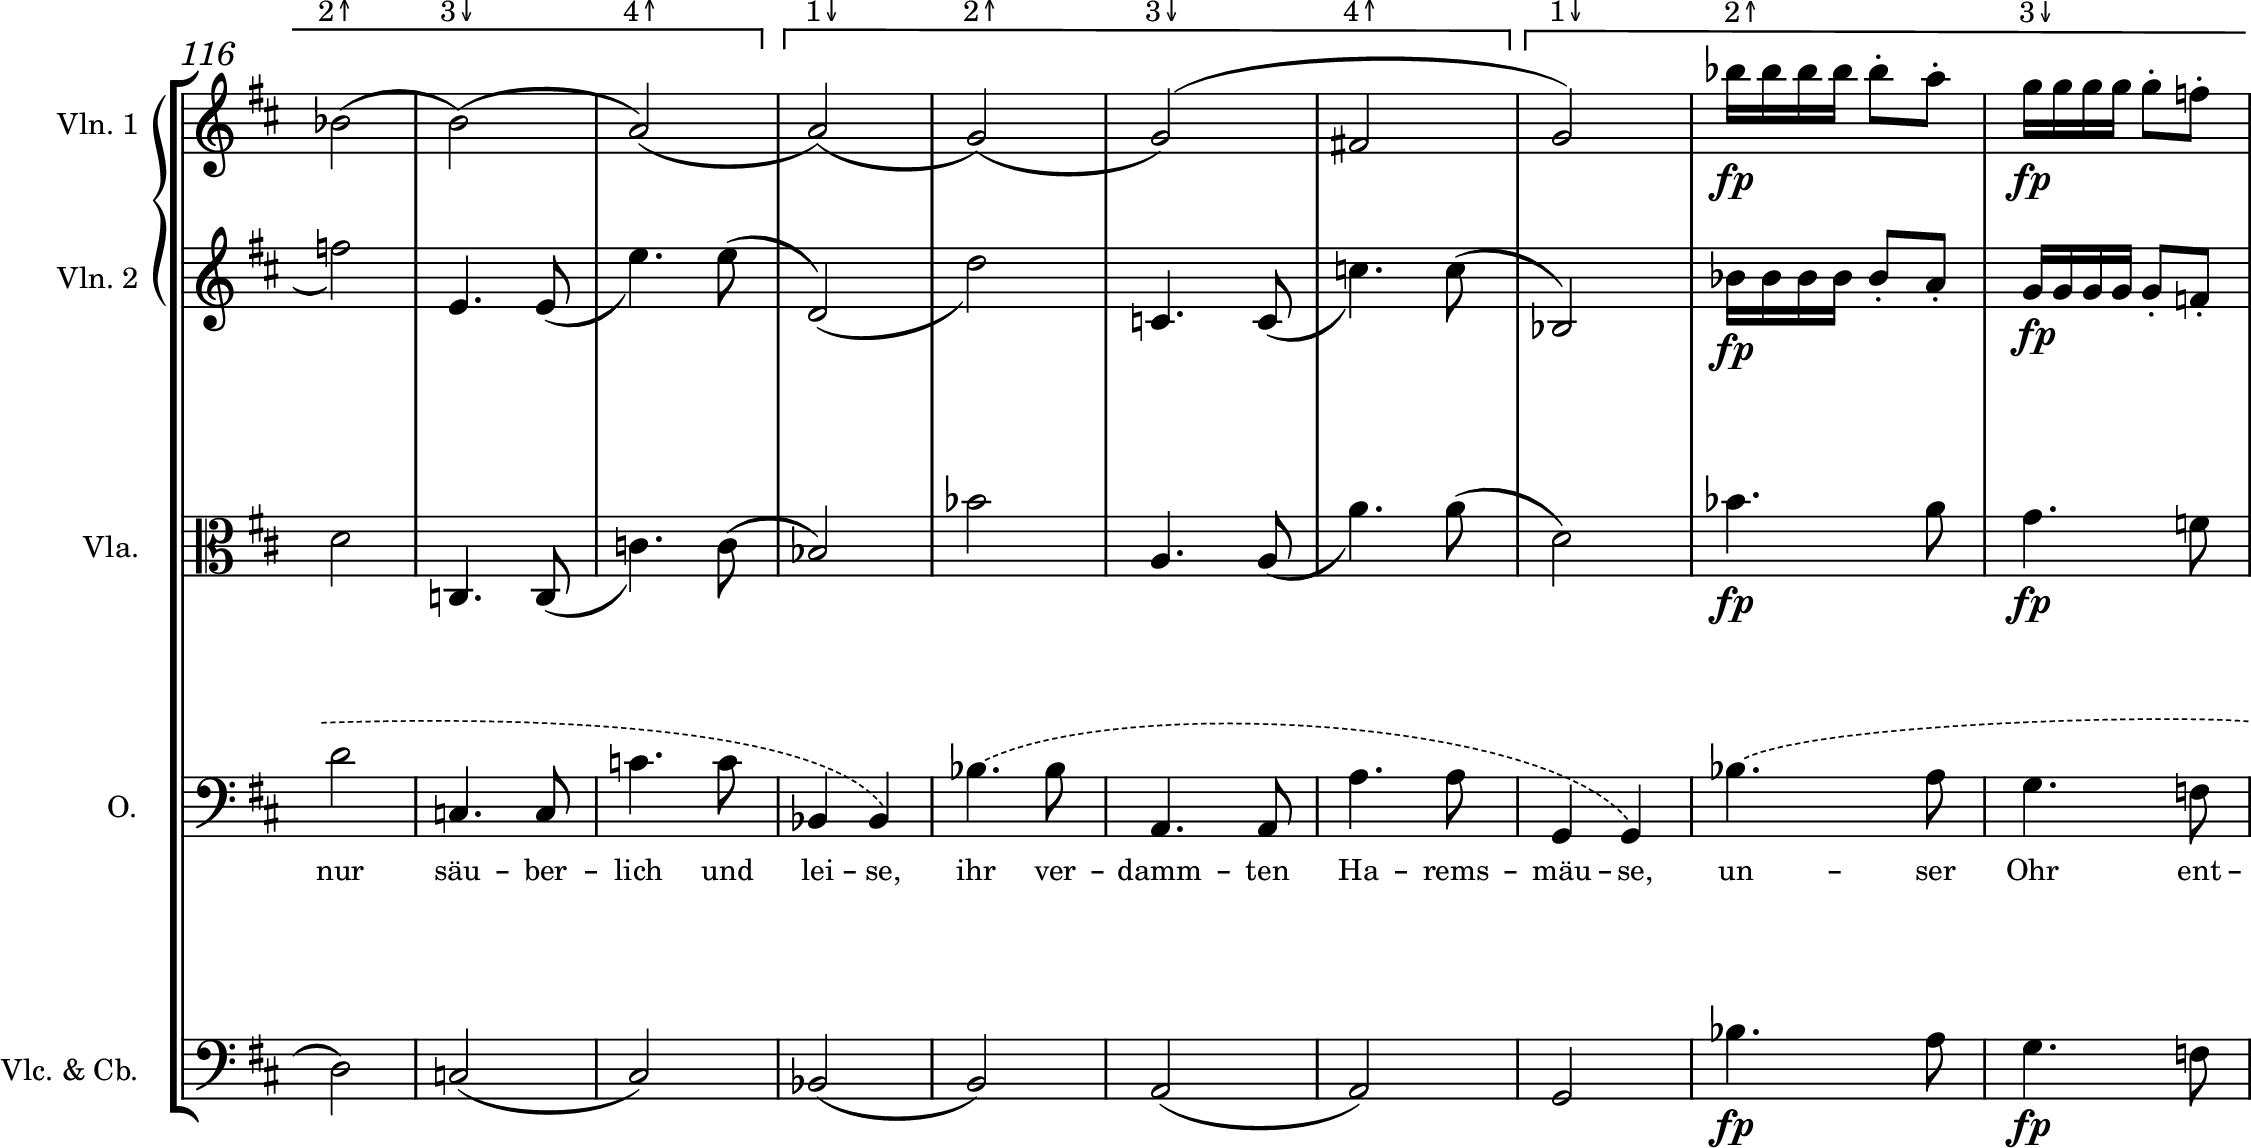 2↑ 3↓ 4↑ 1↓ 2↑ 3↓ 4↑ 1↓ 2↑ 3↓
116
Vln. 1
fp fp
Vln. 2
fp fp
Vla.
fp fp
O.
nur säu – ber – lich und lei – se, ihr ver – damm – ten Ha – rems – mäu – se, un – ser Ohr ent –
Vlc. & Cb.
fp fp